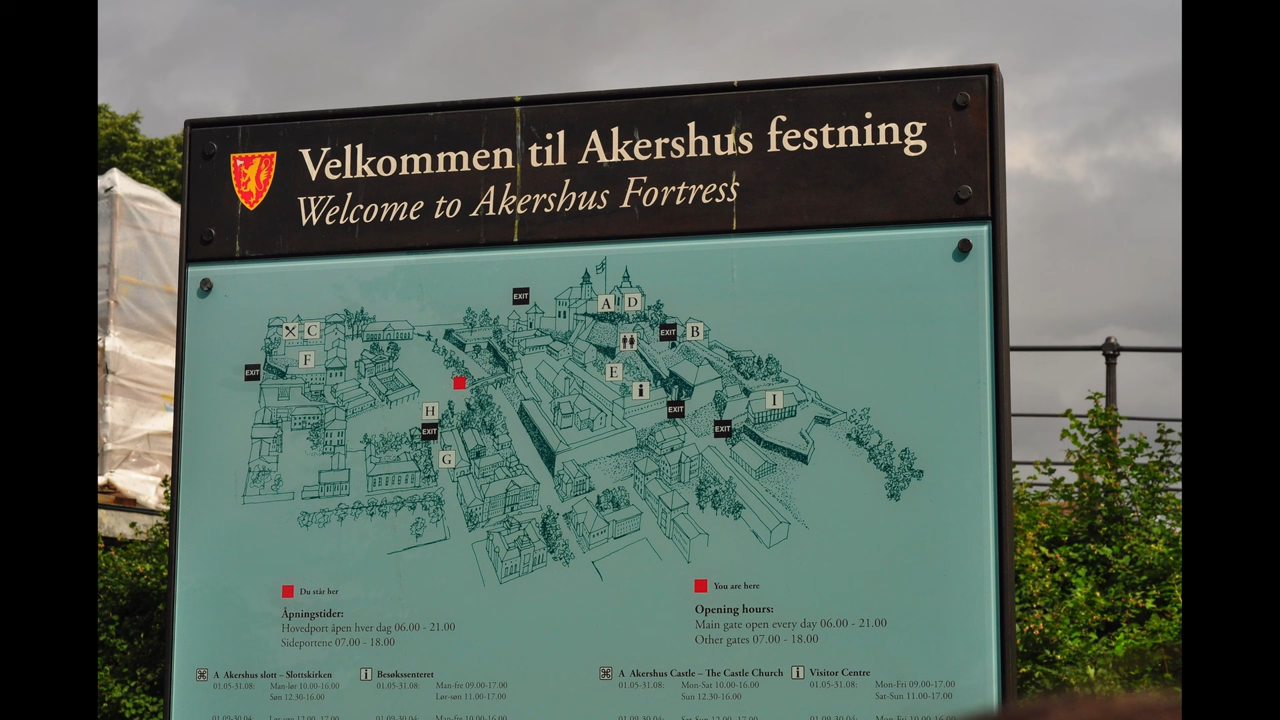 Velkommen til Akershus festning
Welcome to Akershus Fortress
EXIT
A D
C
EXIT B
F
EXIT
E
i
I
H
EXIT
EXIT
EXIT
G
Du står her
Åpningstider:
Hovedport åpen hver dag 06.00 - 21.00
Sideportene 07.00 - 18.00
You are here
Opening hours:
Main gate open every day 06.00 - 21.00
Other gates 07.00 - 18.00
⌘ A Akershus slott – Slottskirken
01.05-31.08: Man-lør 10.00-16.00
Søn 12.30-16.00
i Besøkssenteret
01.05-31.08: Man-fre 09.00-17.00
Lør-søn 11.00-17.00
⌘ A Akershus Castle – The Castle Church
01.05-31.08: Mon-Sat 10.00-16.00
Sun 12.30-16.00
i Visitor Centre
01.05-31.08: Mon-Fri 09.00-17.00
Sat-Sun 11.00-17.00